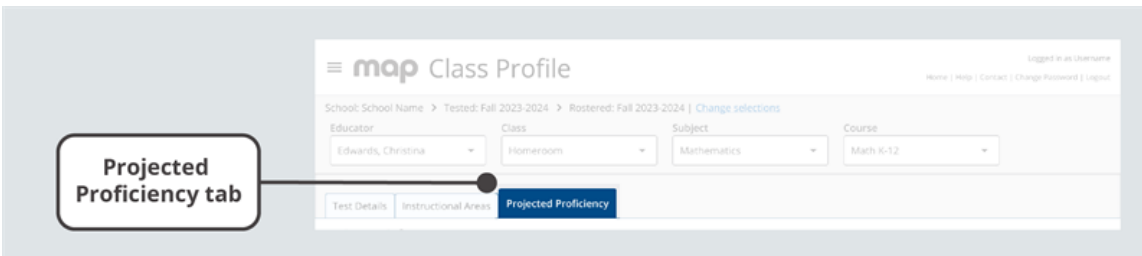 map Class Profile
Logged in as Username
Home | Help | Contact | Change Password | Logout
School: School Name > Tested: Fall 2023-2024 > Rostered: Fall 2023-2024 | Change selections
Educator Class Subject Course
Edwards, Christina Homeroom Mathematics Math K-12
Projected
Proficiency tab
Test Details Instructional Areas Projected Proficiency